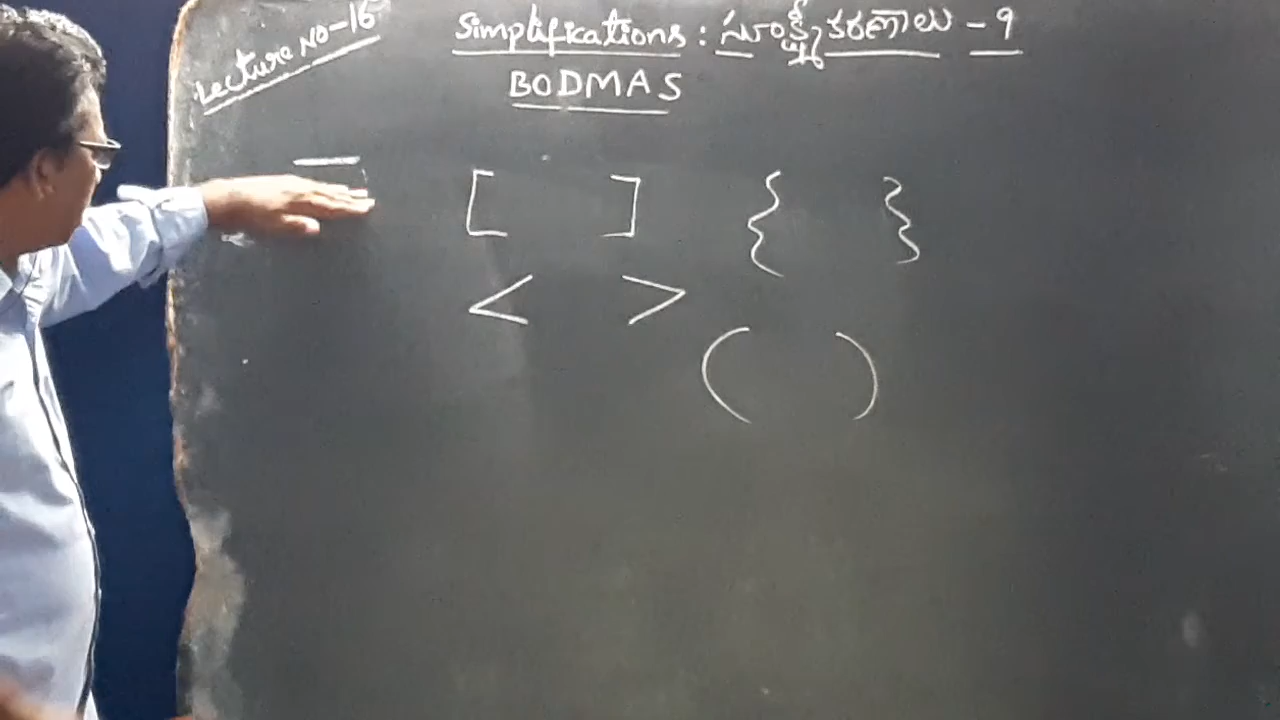 Lecture No-16
Simplifications : సూక్ష్మీకరణాలు - 9
BODMAS
[ ] { }
< >
( )